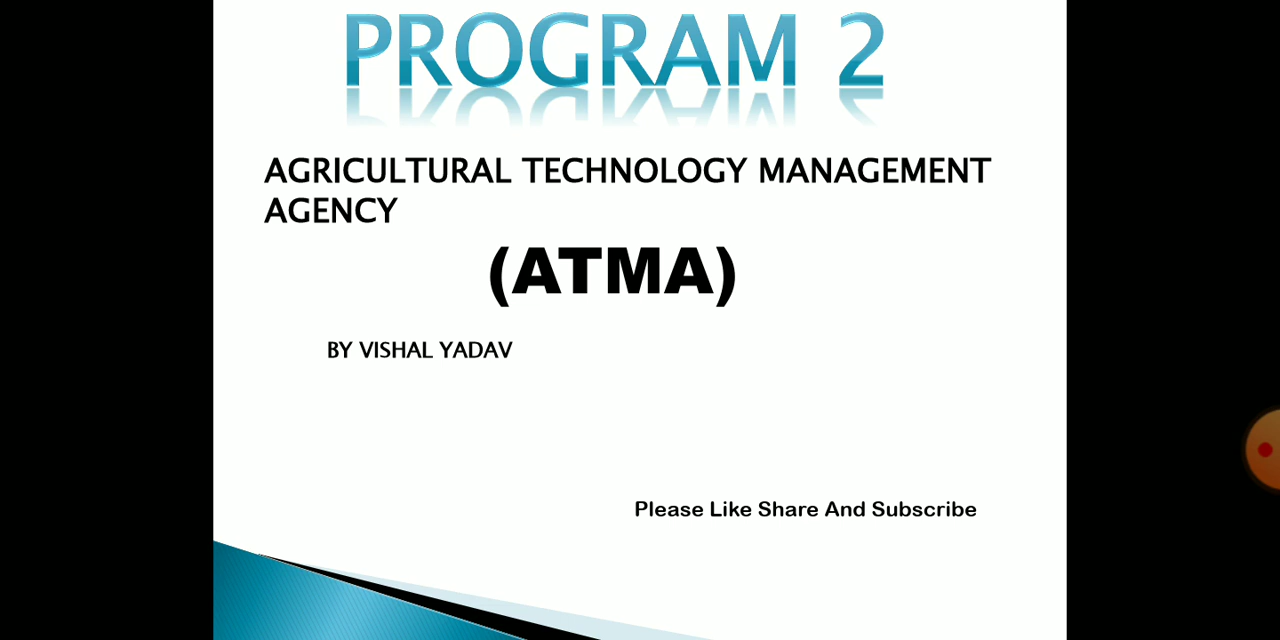 PROGRAM 2
AGRICULTURAL TECHNOLOGY MANAGEMENT
AGENCY
(ATMA)
BY VISHAL YADAV
Please Like Share And Subscribe